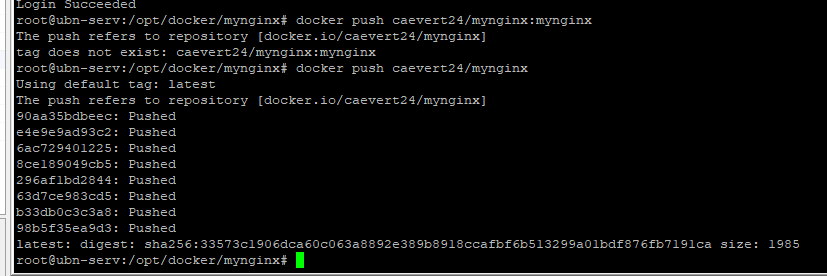 Login Succeeded
root@ubn-serv:/opt/docker/mynginx# docker push caevert24/mynginx:mynginx
The push refers to repository [docker.io/caevert24/mynginx]
tag does not exist: caevert24/mynginx:mynginx
root@ubn-serv:/opt/docker/mynginx# docker push caevert24/mynginx
Using default tag: latest
The push refers to repository [docker.io/caevert24/mynginx]
90aa35bdbeec: Pushed
e4e9e9ad93c2: Pushed
6ac729401225: Pushed
8ce189049cb5: Pushed
296af1bd2844: Pushed
63d7ce983cd5: Pushed
b33db0c3c3a8: Pushed
98b5f35ea9d3: Pushed
latest: digest: sha256:33573c1906dca60c063a8892e389b8918ccafbf6b513299a01bdf876fb7191ca size: 1985
root@ubn-serv:/opt/docker/mynginx#